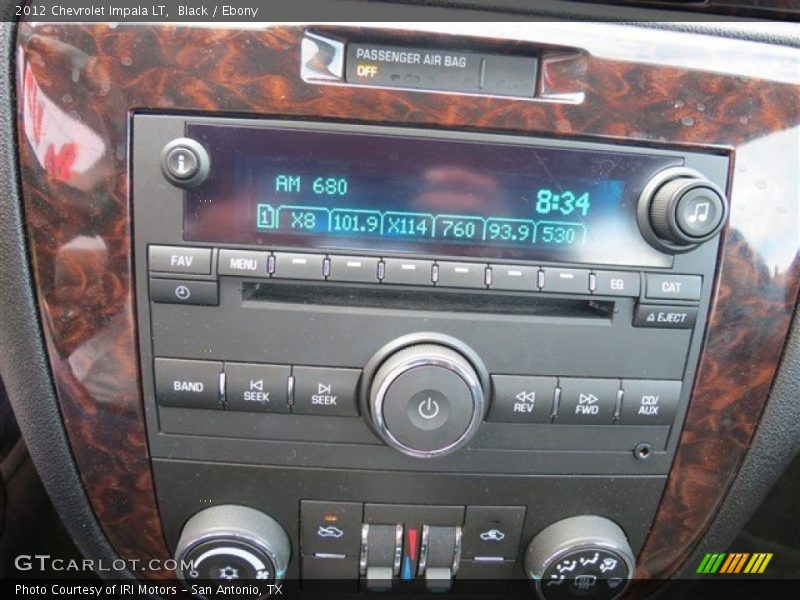 2012 Chevrolet Impala LT, Black / Ebony
PASSENGER AIR BAG
OFF
AM 680
8:34
1 X8 101.9 X114 760 93.9 530
FAV MENU EQ CAT
EJECT
BAND SEEK SEEK REV FWD CD/AUX
GTCARLOT.COM
Photo Courtesy of IRI Motors - San Antonio, TX